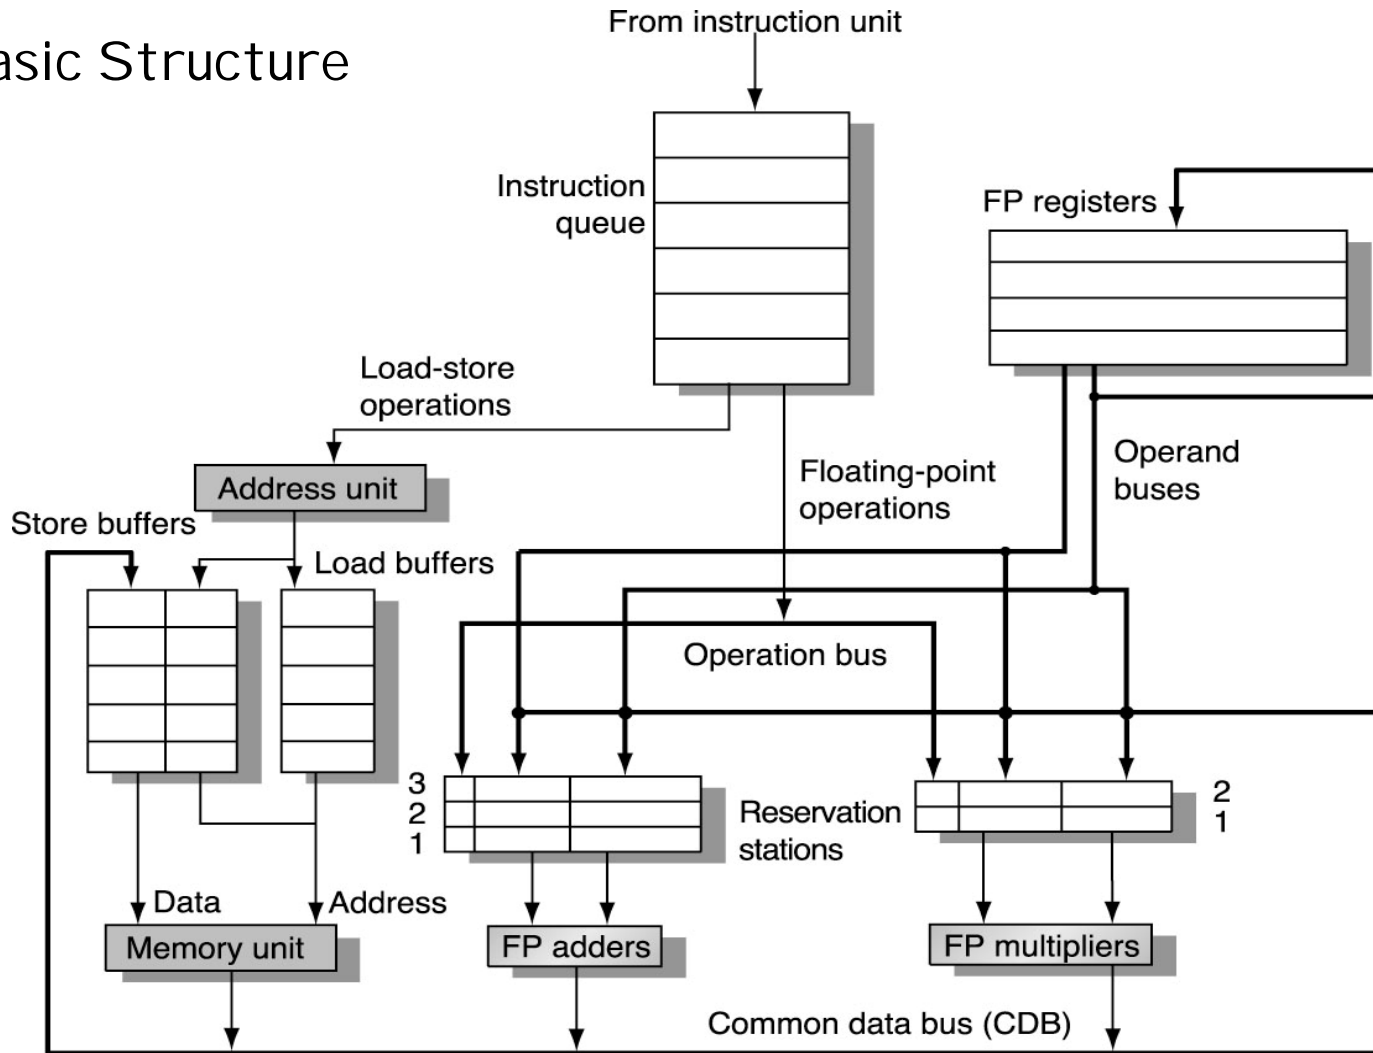 asic Structure
From instruction unit
Instruction
queue
FP registers
Load-store
operations
Address unit
Floating-point
operations
Operand
buses
Store buffers
Load buffers
Operation bus
3
2
1
Reservation
stations
2
1
Data
Address
Memory unit
FP adders
FP multipliers
Common data bus (CDB)